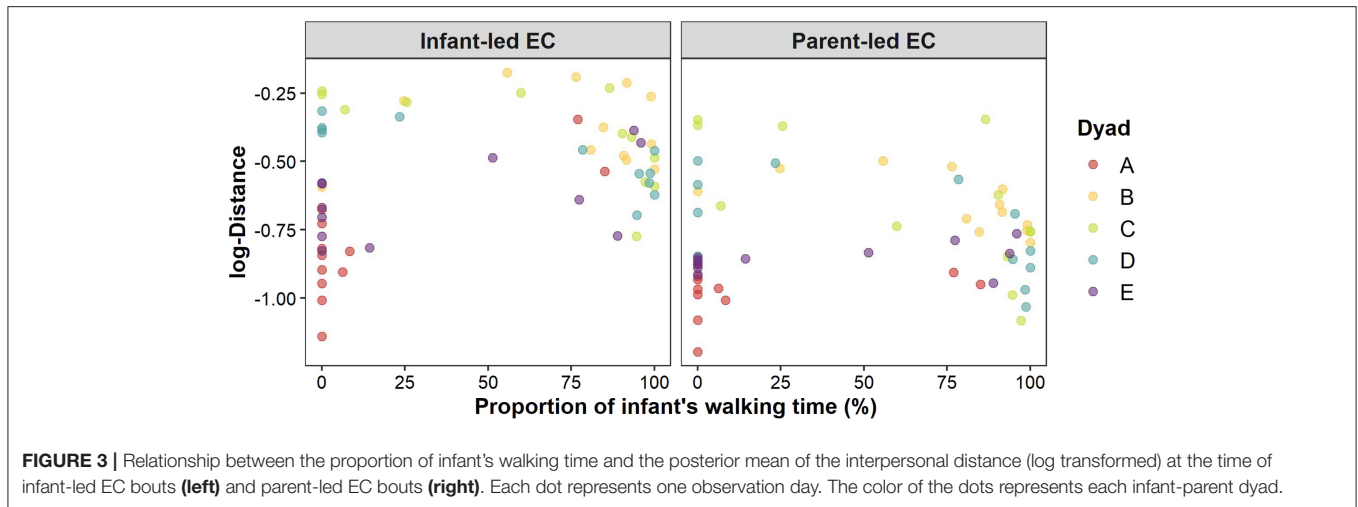 Infant-led EC
Parent-led EC
log-Distance
-0.25
-0.50
-0.75
-1.00
0 25 50 75 100
0 25 50 75 100
Proportion of infant's walking time (%)
Dyad
A
B
C
D
E
FIGURE 3 | Relationship between the proportion of infant's walking time and the posterior mean of the interpersonal distance (log transformed) at the time of
infant-led EC bouts (left) and parent-led EC bouts (right). Each dot represents one observation day. The color of the dots represents each infant-parent dyad.